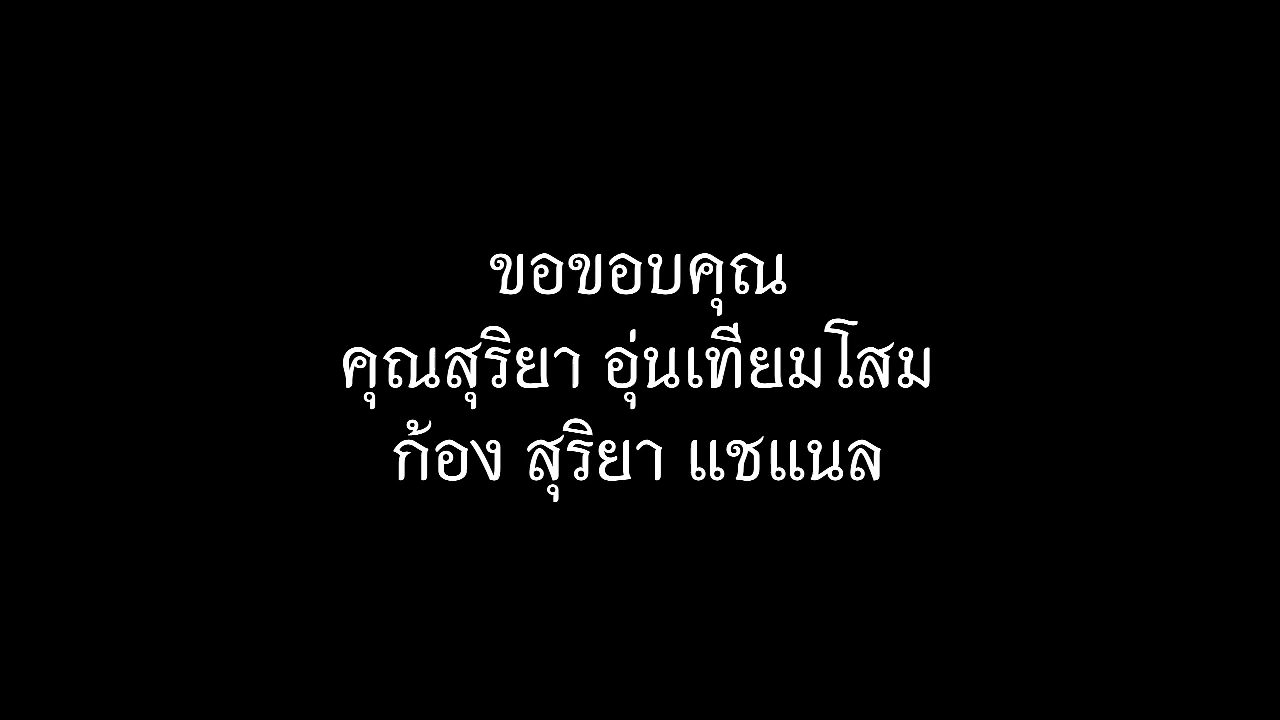 ขอขอบคุณ
คุณสุริยา อุ่นเทียมโสม
ก้อง สุริยา แชแนล